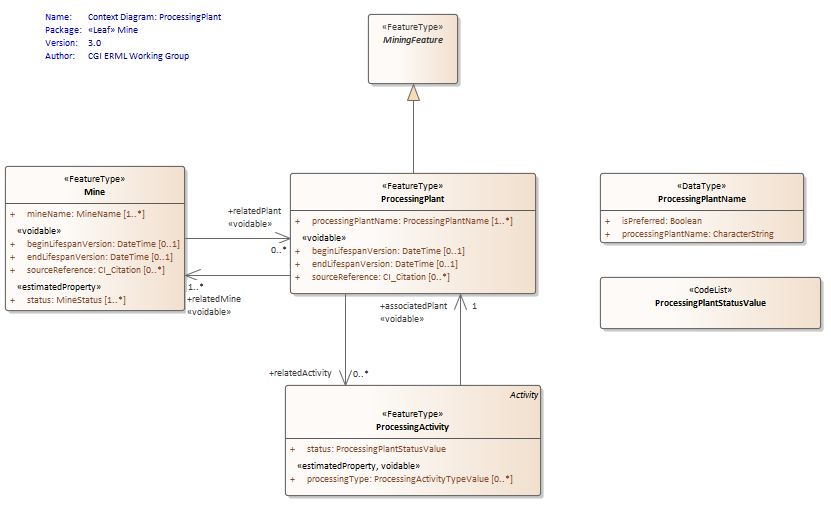 Name: Context Diagram: ProcessingPlant
Package: «Leaf» Mine
Version: 3.0
Author: CGI ERML Working Group
«FeatureType»
MiningFeature
«FeatureType»
Mine
+ mineName: MineName [1..*]
«voidable»
+ beginLifespanVersion: DateTime [0..1]
+ endLifespanVersion: DateTime [0..1]
+ sourceReference: CI_Citation [0..*]
«estimatedProperty»
+ status: MineStatus [1..*]
+relatedPlant
«voidable»
0..*
1..*
+relatedMine
«voidable»
«FeatureType»
ProcessingPlant
+ processingPlantName: ProcessingPlantName [1..*]
«voidable»
+ beginLifespanVersion: DateTime [0..1]
+ endLifespanVersion: DateTime [0..1]
+ sourceReference: CI_Citation [0..*]
«DataType»
ProcessingPlantName
+ isPreferred: Boolean
+ processingPlantName: CharacterString
«CodeList»
ProcessingPlantStatusValue
+associatedPlant 1
«voidable»
+relatedActivity 0..*
Activity
«FeatureType»
ProcessingActivity
+ status: ProcessingPlantStatusValue
«estimatedProperty, voidable»
+ processingType: ProcessingActivityTypeValue [0..*]